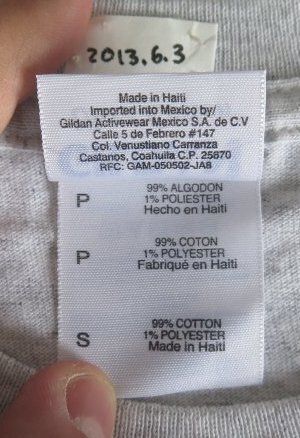 2013.6.3
Made in Haiti
Imported into Mexico by/
Gildan Activewear Mexico S.A. de C.V
Calle 5 de Febrero #147
Col. Venustiano Carranza
Castanos, Coahuila C.P. 25870
RFC: GAM-050502-JA8
99% ALGODON
P 1% POLIESTER
Hecho en Haiti
99% COTON
P 1% POLYESTER
Fabriqué en Haiti
99% COTTON
S 1% POLYESTER
Made in Haiti